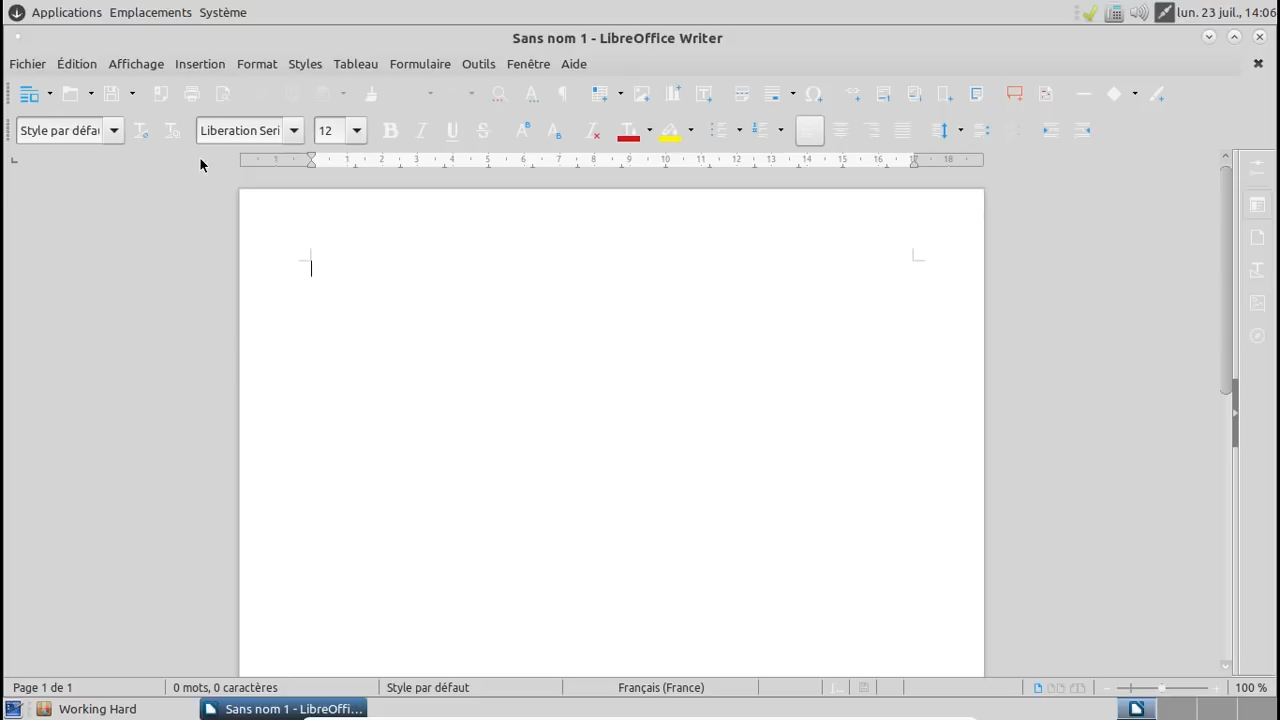 Applications Emplacements Système lun. 23 juil., 14:06
Sans nom 1 - LibreOffice Writer
Fichier Édition Affichage Insertion Format Styles Tableau Formulaire Outils Fenêtre Aide
Style par défau Liberation Seri 12
1 1 2 3 4 5 6 7 8 9 10 11 12 13 14 15 16 17 18
Page 1 de 1 0 mots, 0 caractères Style par défaut Français (France) 100 %
Working Hard Sans nom 1 - LibreOffi...